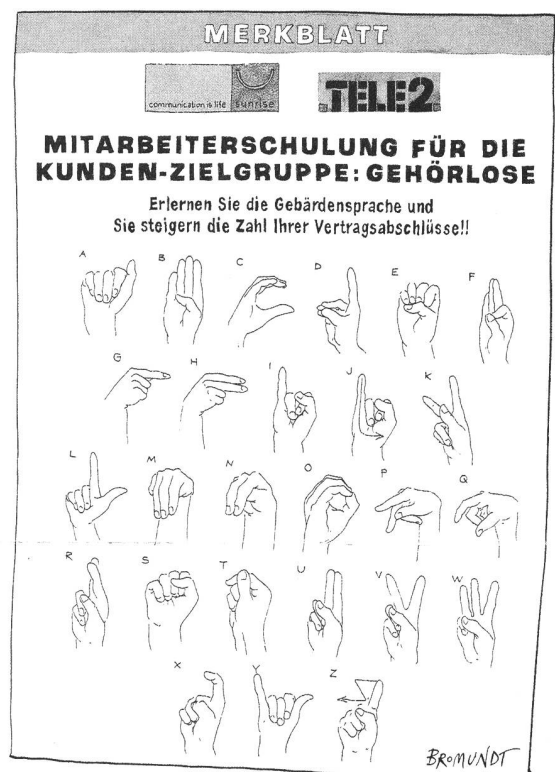 MERKBLATT
communication is life sunrise
TELE2.
MITARBEITERSCHULUNG FÜR DIE
KUNDEN-ZIELGRUPPE: GEHÖRLOSE
Erlernen Sie die Gebärdensprache und
Sie steigern die Zahl Ihrer Vertragsabschlüsse!!
A B C D E F
G H I J K
L M N O P Q
R S T U V W
X Y Z
BROMUNDT